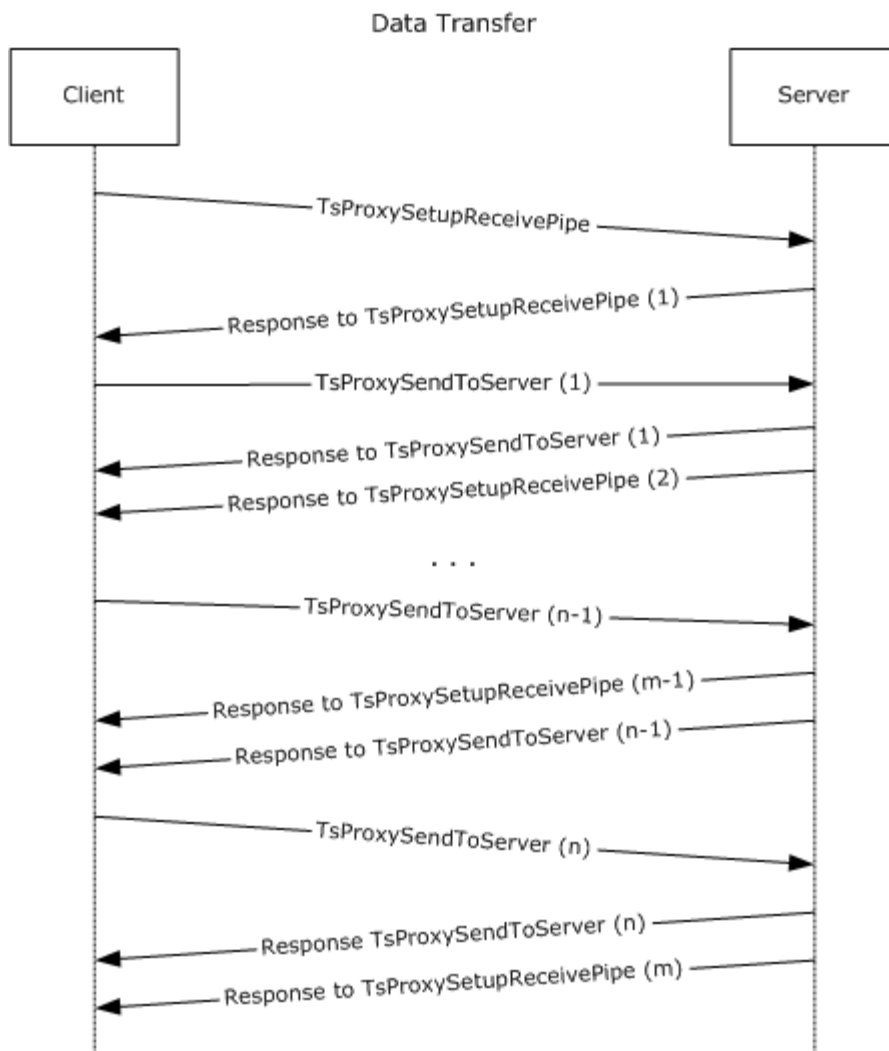 Data Transfer
Client
Server
TsProxySetupReceivePipe
Response to TsProxySetupReceivePipe (1)
TsProxySendToServer (1)
Response to TsProxySendToServer (1)
Response to TsProxySetupReceivePipe (2)
. . .
TsProxySendToServer (n-1)
Response to TsProxySetupReceivePipe (m-1)
Response to TsProxySendToServer (n-1)
TsProxySendToServer (n)
Response TsProxySendToServer (n)
Response to TsProxySetupReceivePipe (m)